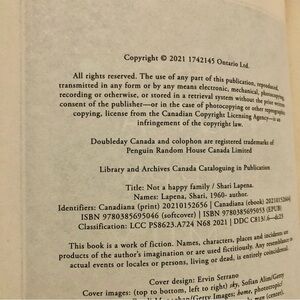 Copyright © 2021 1742145 Ontario Ltd.
All rights reserved. The use of any part of this publication, reproduced,
transmitted in any form or by any means electronic, mechanical, photocopying,
recording or otherwise, or stored in a retrieval system without the prior written
consent of the publisher—or in the case of photocopying or other reprographic
copying, license from the Canadian Copyright Licensing Agency—is an
infringement of the copyright law.
Doubleday Canada and colophon are registered trademarks of
Penguin Random House Canada Limited
Library and Archives Canada Cataloguing in Publication
Title: Not a happy family / Shari Lapena.
Names: Lapena, Shari, 1960- author.
Identifiers: Canadiana (print) 20210152656 | Canadiana (ebook)
ISBN 9780385695046 (softcover) | ISBN 9780385695053 (EPUB)
Classification: LCC PS8623.A724 N68 2021 | DDC C813/.6—dc23
This book is a work of fiction. Names, characters, places and incidents are
products of the author's imagination or are used fictitiously. Any resemblance to
actual events or locales or persons, living or dead, is entirely coincidental.
Cover design: Ervin Serrano
Cover images: (top to bottom, left to right) sky, Sofian Alim/Getty